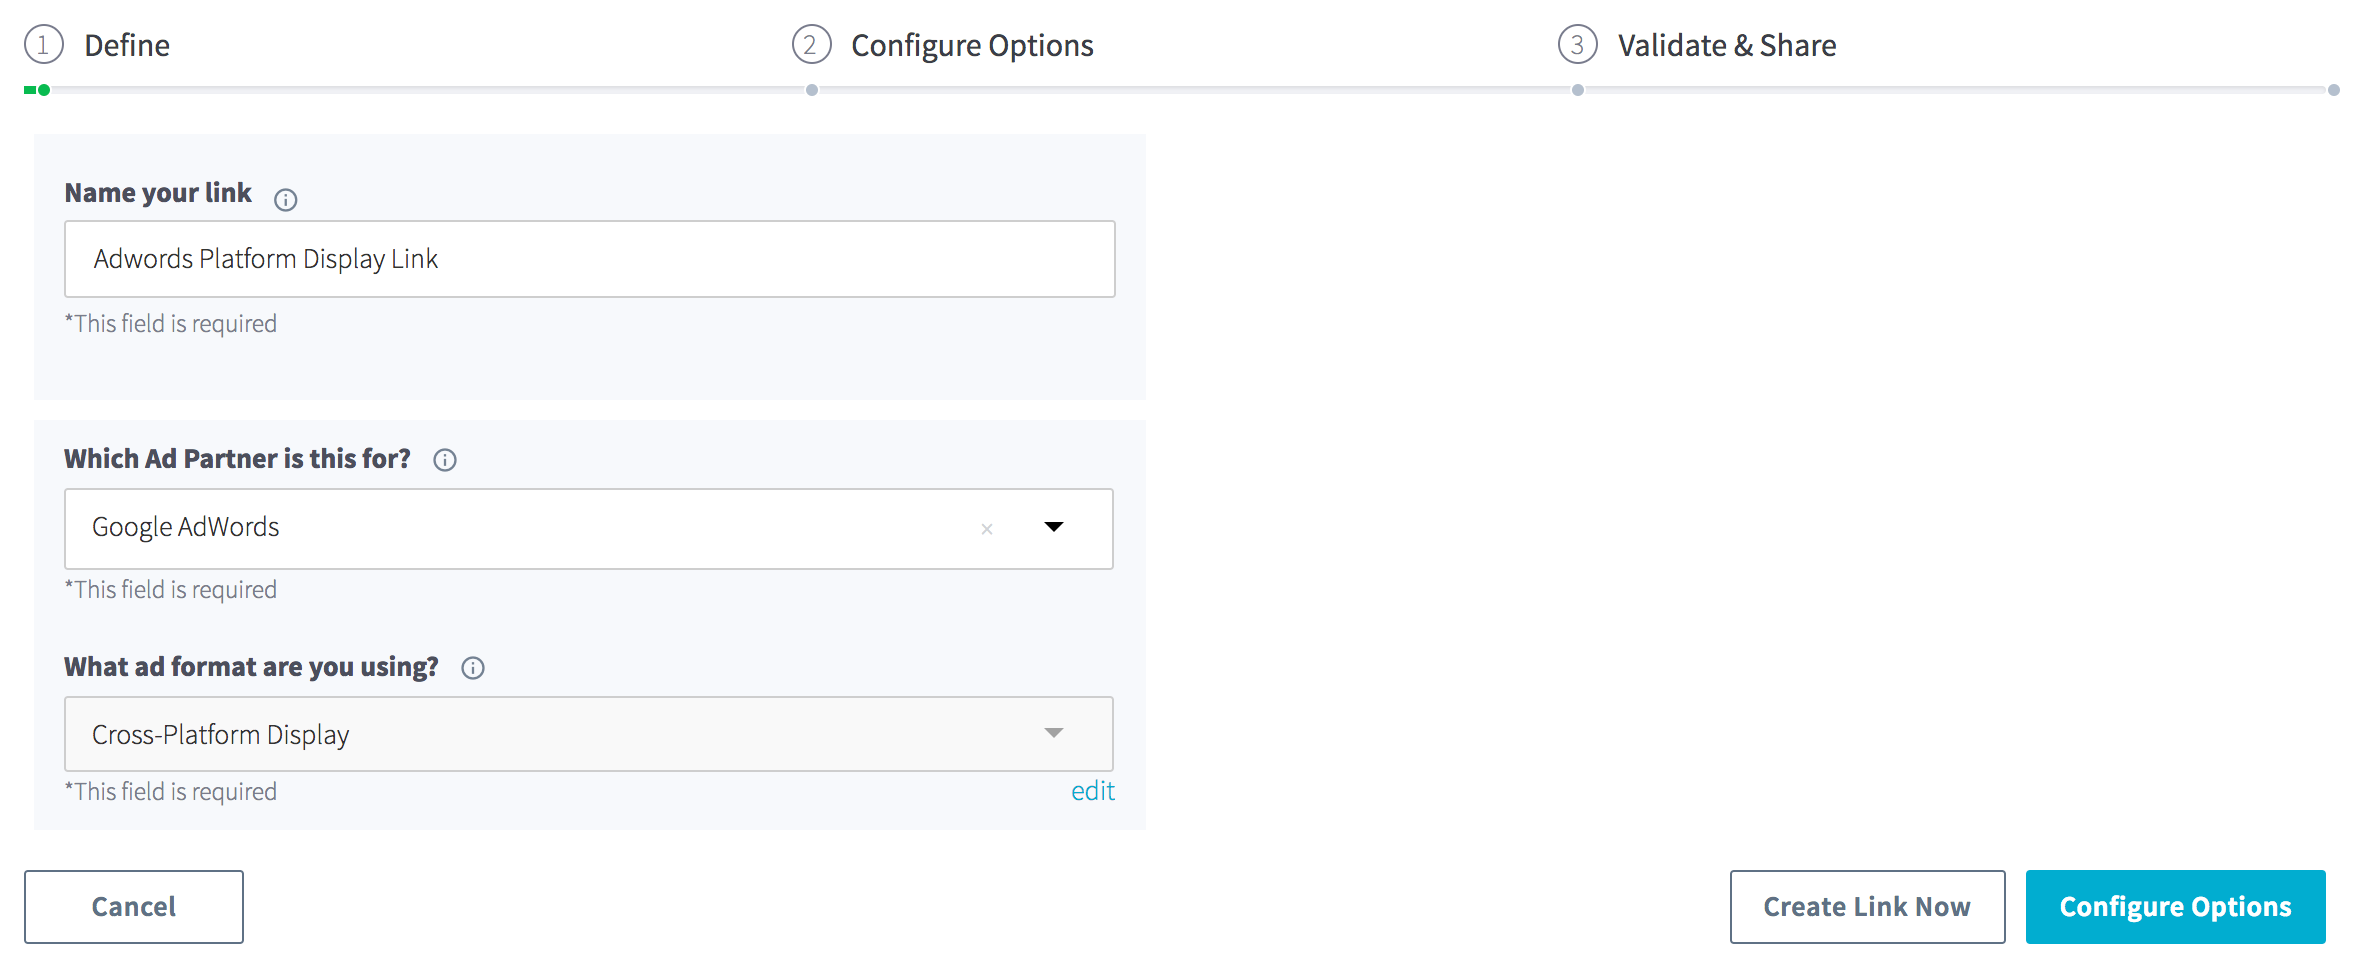 1 Define
2 Configure Options
3 Validate & Share
Name your link
Adwords Platform Display Link
*This field is required
Which Ad Partner is this for?
Google AdWords
*This field is required
What ad format are you using?
Cross-Platform Display
*This field is required
edit
Cancel
Create Link Now
Configure Options